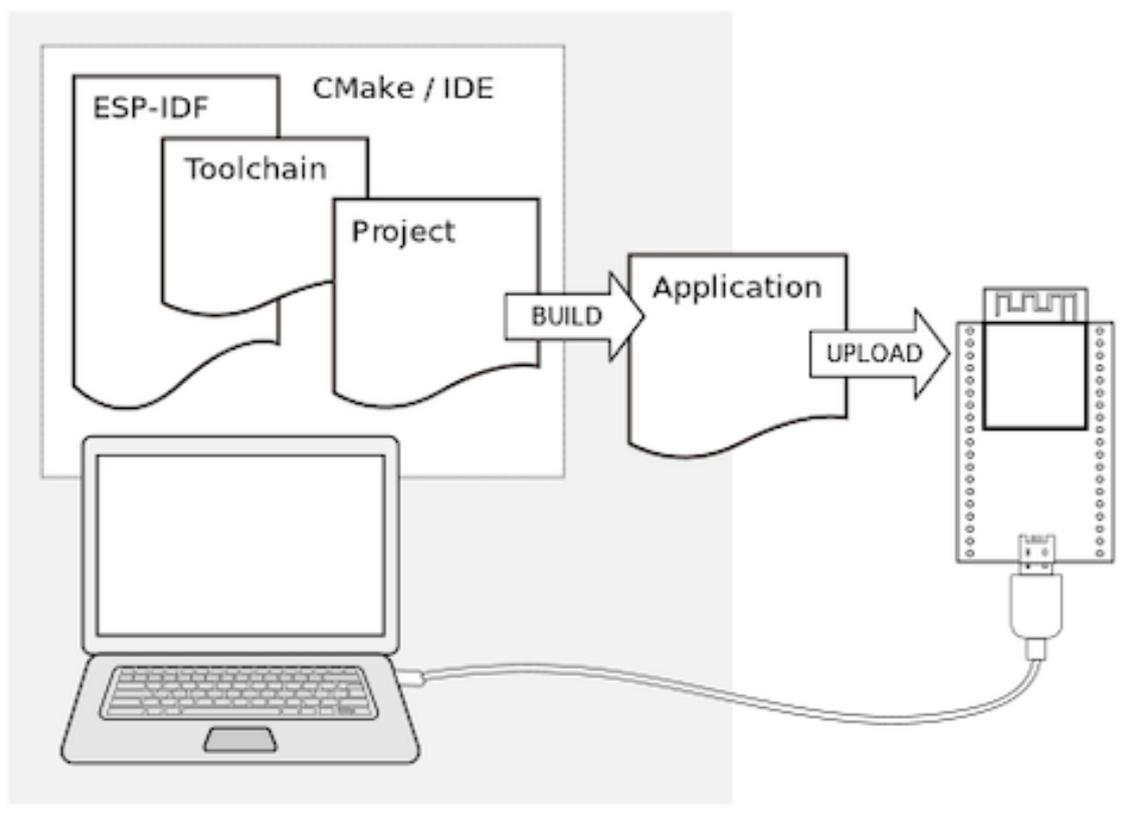 CMake / IDE
ESP-IDF
Toolchain
Project
BUILD
Application
UPLOAD